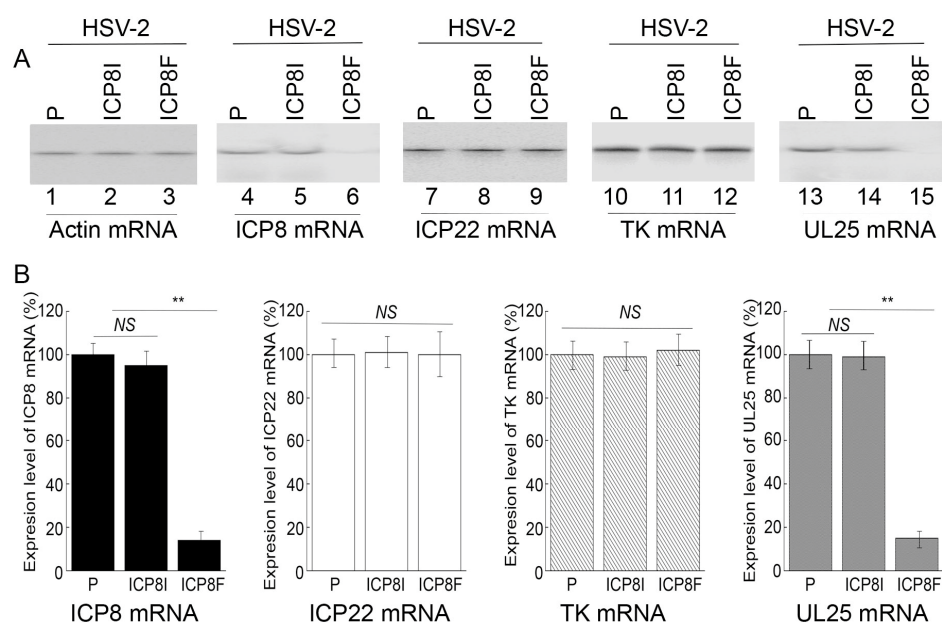 HSV-2 HSV-2 HSV-2 HSV-2 HSV-2
A
P ICP8I ICP8F P ICP8I ICP8F P ICP8I ICP8F P ICP8I ICP8F P ICP8I ICP8F
1 2 3 4 5 6 7 8 9 10 11 12 13 14 15
Actin mRNA ICP8 mRNA ICP22 mRNA TK mRNA UL25 mRNA
B
Expresion level of ICP8 mRNA (%)
120
100
80
60
40
20
0
NS
**
P ICP8I ICP8F
ICP8 mRNA
Expresion level of ICP22 mRNA (%)
120
100
80
60
40
20
0
NS
P ICP8I ICP8F
ICP22 mRNA
Expresion level of TK mRNA (%)
120
100
80
60
40
20
0
NS
P ICP8I ICP8F
TK mRNA
Expresion level of UL25 mRNA (%)
120
100
80
60
40
20
0
NS
**
P ICP8I ICP8F
UL25 mRNA